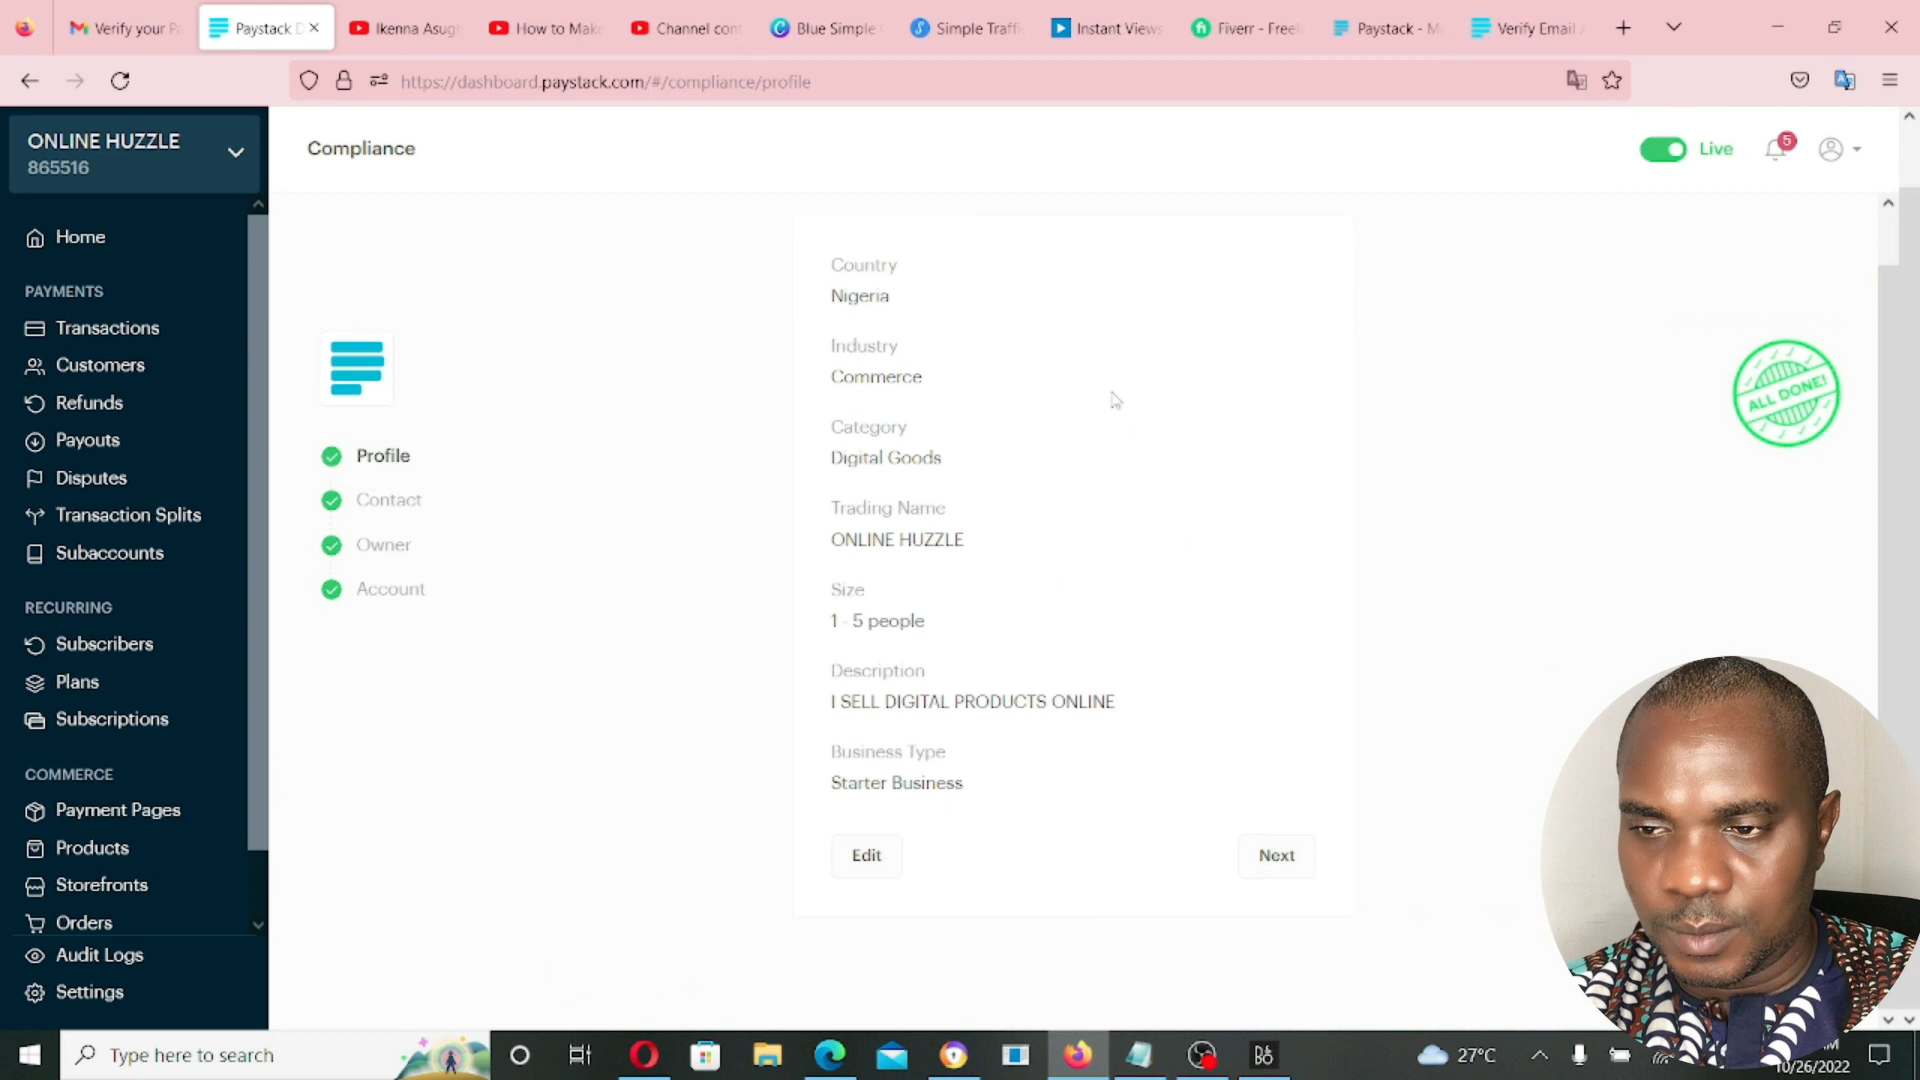 Verify your Pa
Paystack D
Ikenna Asug
How to Make
Channel con
Blue Simple
Simple Traffi
Instant Views
Fiverr - Freel
Paystack - M
Verify Email
https://dashboard.paystack.com/#/compliance/profile
ONLINE HUZZLE
865516
Compliance
Live
5
Home
PAYMENTS
Transactions
Customers
Refunds
Payouts
Disputes
Transaction Splits
Subaccounts
RECURRING
Subscribers
Plans
Subscriptions
COMMERCE
Payment Pages
Products
Storefronts
Orders
Audit Logs
Settings
Profile
Contact
Owner
Account
Country
Nigeria
Industry
Commerce
Category
Digital Goods
Trading Name
ONLINE HUZZLE
Size
1 - 5 people
Description
I SELL DIGITAL PRODUCTS ONLINE
Business Type
Starter Business
Edit
Next
ALL DONE!
Type here to search
27°C
10/26/2022